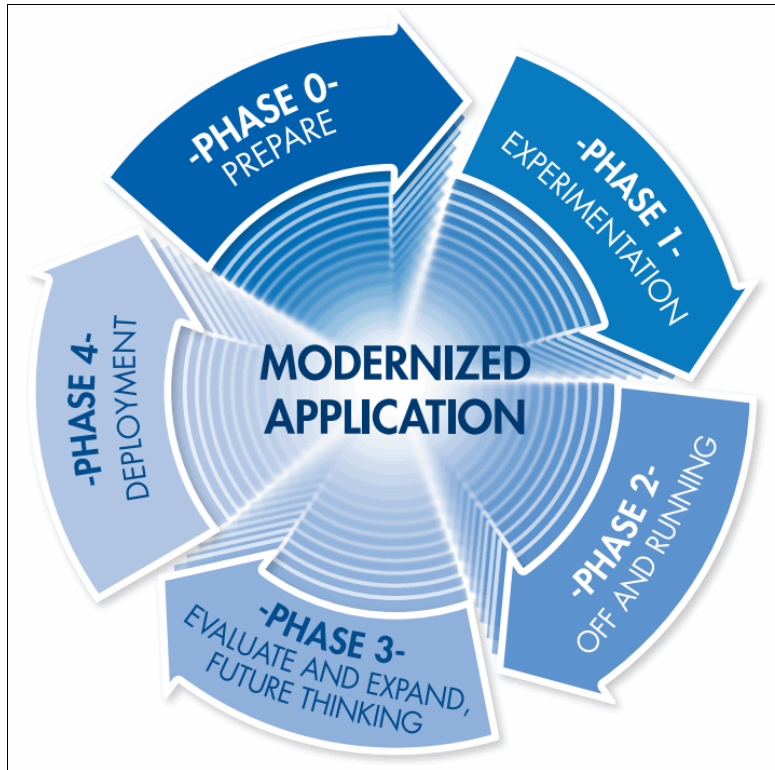 -PHASE 0-
PREPARE
-PHASE 1-
EXPERIMENTATION
-PHASE 2-
OFF AND RUNNING
-PHASE 3-
EVALUATE AND EXPAND,
FUTURE THINKING
-PHASE 4-
DEPLOYMENT
MODERNIZED
APPLICATION